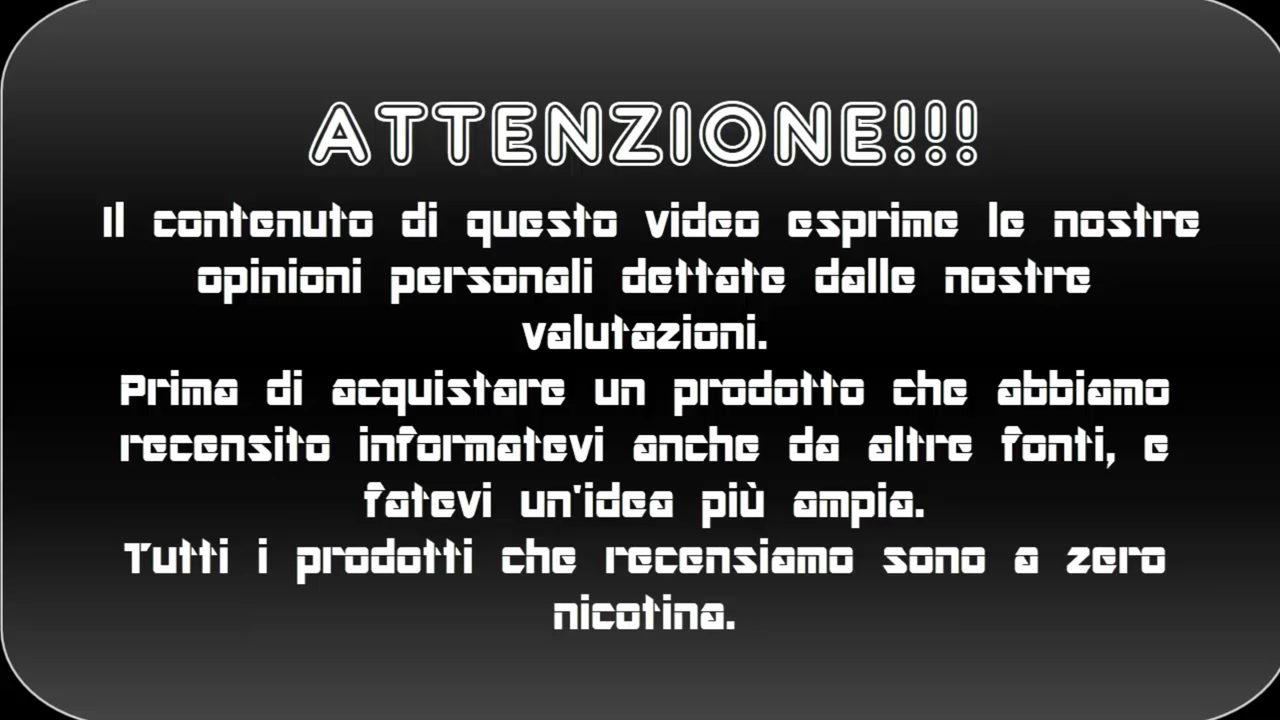 ATTENZIONE!!!
Il contenuto di questo video esprime le nostre
opinioni personali dettate dalle nostre
valutazioni.
Prima di acquistare un prodotto che abbiamo
recensito informatevi anche da altre fonti, e
fatevi un'idea più ampia.
Tutti i prodotti che recensiamo sono a zero
nicotina.